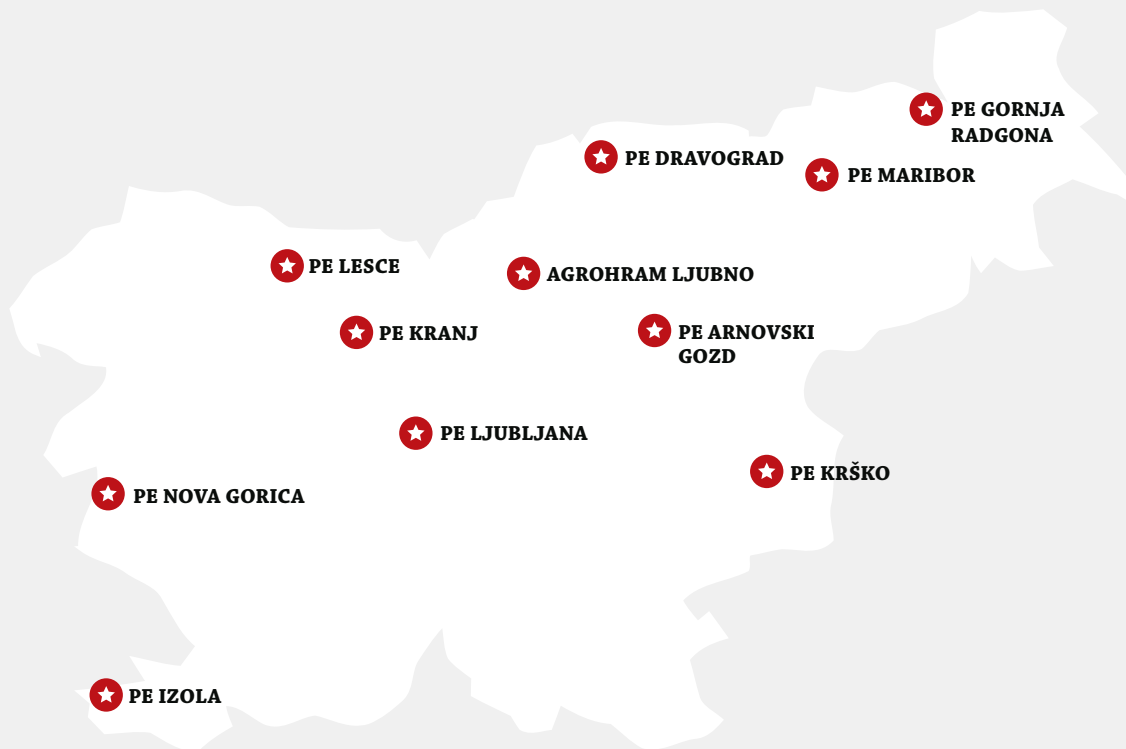 PE GORNJA
RADGONA
PE DRAVOGRAD
PE MARIBOR
PE LESCE
AGROHRAM LJUBNO
PE KRANJ
PE ARNOVSKI
GOZD
PE LJUBLJANA
PE KRŠKO
PE NOVA GORICA
PE IZOLA